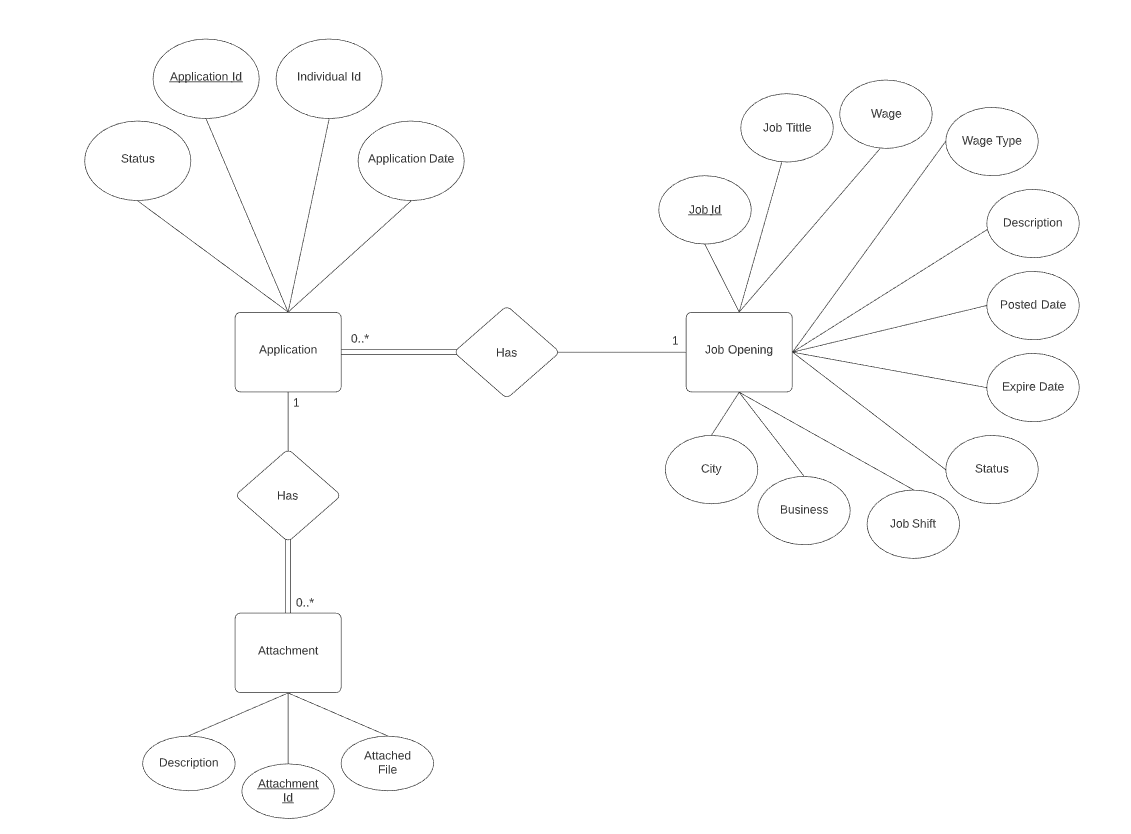 Application Id
Individual Id
Status
Application Date
Job Id
Job Tittle
Wage
Wage Type
Description
Posted Date
Expire Date
Status
Application
0..*
Has
1
Job Opening
1
City
Business
Job Shift
Has
0..*
Attachment
Description
Attachment
Id
Attached
File